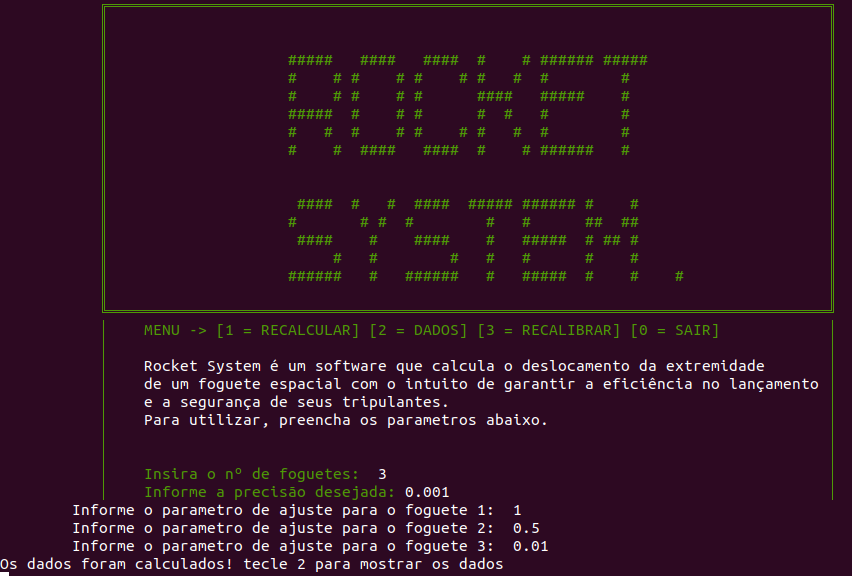 ROCKET
SYSTEM.
MENU -> [1 = RECALCULAR] [2 = DADOS] [3 = RECALIBRAR] [0 = SAIR]
Rocket System é um software que calcula o deslocamento da extremidade
de um foguete espacial com o intuito de garantir a eficiência no lançamento
e a segurança de seus tripulantes.
Para utilizar, preencha os parametros abaixo.
Insira o nº de foguetes: 3
Informe a precisão desejada: 0.001
Informe o parametro de ajuste para o foguete 1: 1
Informe o parametro de ajuste para o foguete 2: 0.5
Informe o parametro de ajuste para o foguete 3: 0.01
Os dados foram calculados! tecle 2 para mostrar os dados